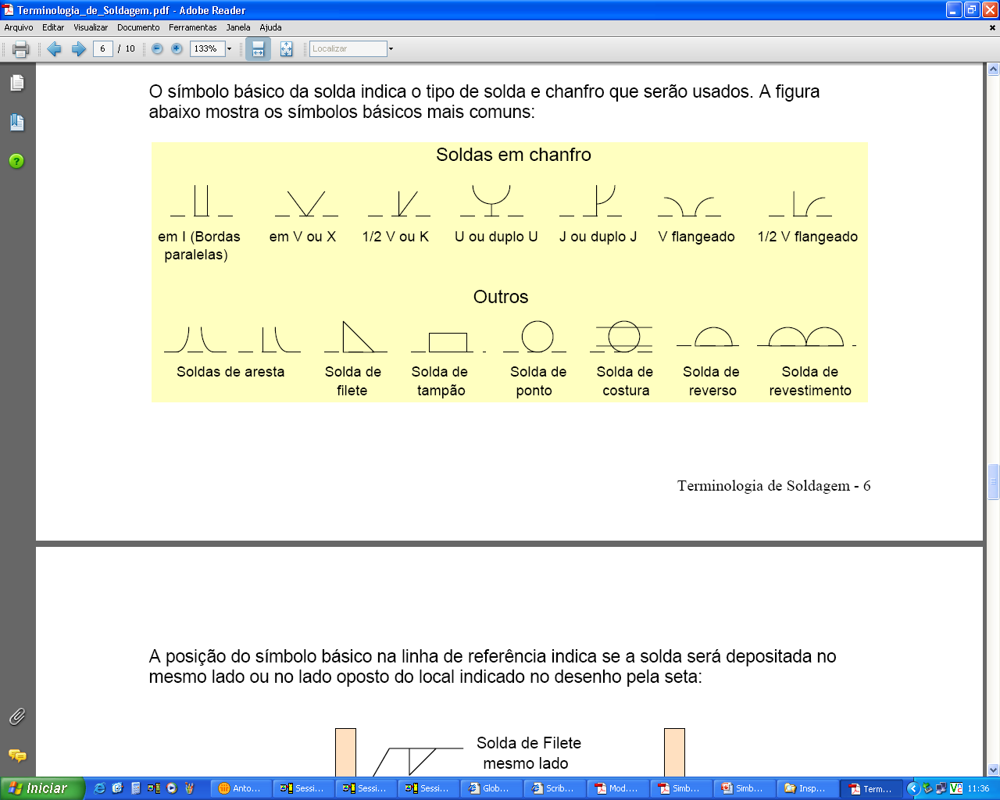 Terminologia_de_Soldagem.pdf - Adobe Reader
Arquivo Editar Visualizar Documento Ferramentas Janela Ajuda
6 / 10 133% Localizar
O símbolo básico da solda indica o tipo de solda e chanfro que serão usados. A figura
abaixo mostra os símbolos básicos mais comuns:
Soldas em chanfro
em I (Bordas paralelas)
em V ou X
1/2 V ou K
U ou duplo U
J ou duplo J
V flangeado
1/2 V flangeado
Outros
Soldas de aresta
Solda de filete
Solda de tampão
Solda de ponto
Solda de costura
Solda de reverso
Solda de revestimento
Terminologia de Soldagem - 6
A posição do símbolo básico na linha de referência indica se a solda será depositada no
mesmo lado ou no lado oposto do local indicado no desenho pela seta:
Solda de Filete
mesmo lado
Iniciar Anto... Sessi... Sessi... Sessi... Glob... Scrib... Mod.... Simb... Simb... Insp... Term... 11:36